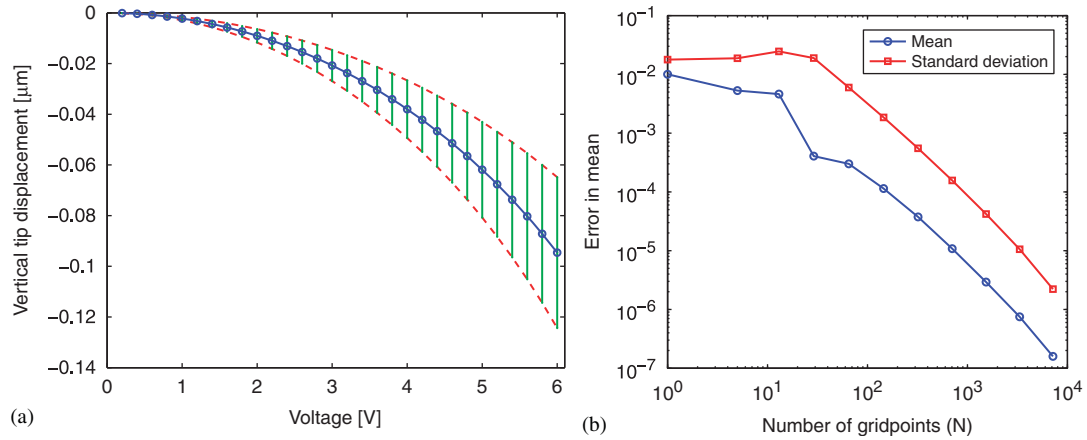 0
−0.02
−0.04
−0.06
−0.08
−0.1
−0.12
−0.14
0 1 2 3 4 5 6
Vertical tip displacement [μm]
Voltage [V]
(a)
10^-1
10^-2
10^-3
10^-4
10^-5
10^-6
10^-7
10^0 10^1 10^2 10^3 10^4
Error in mean
Number of gridpoints (N)
Mean
Standard deviation
(b)